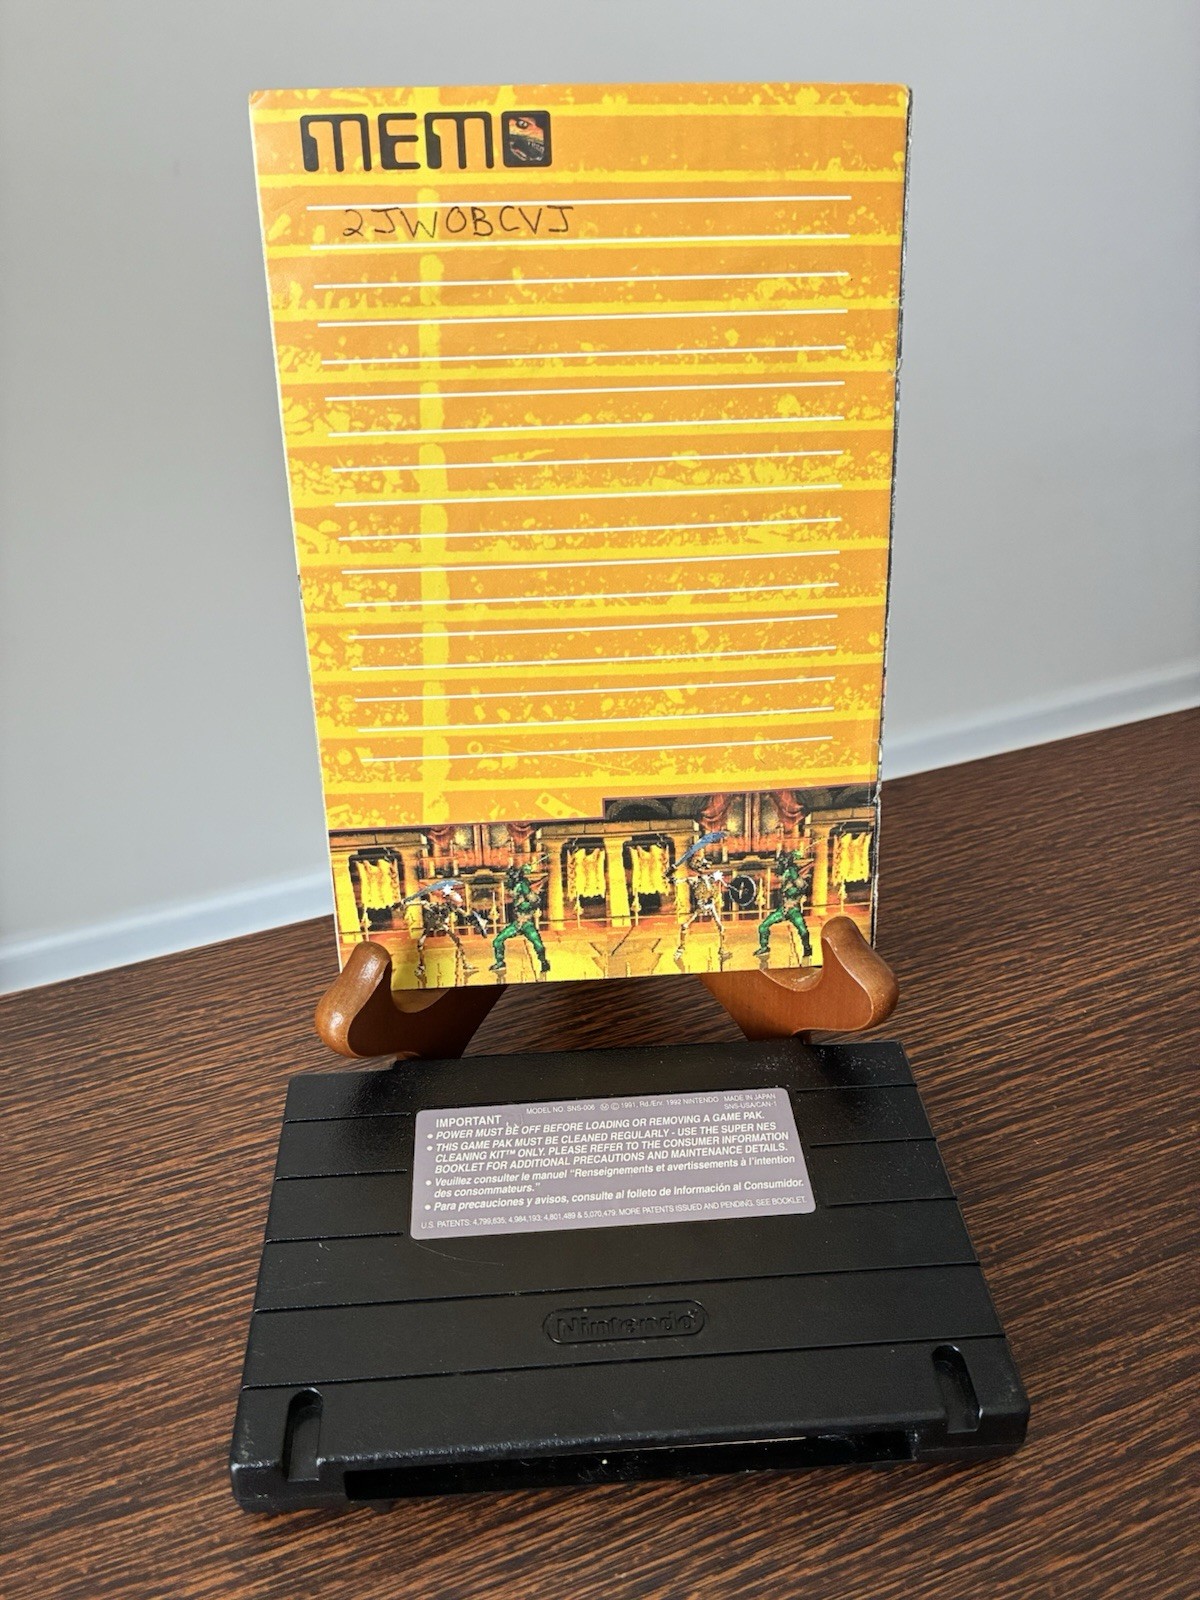 MEMO
2JWOBCVJ
MODEL NO. SNS-006 Ⓜ © 1991, Rd./Enr. 1992 NINTENDO MADE IN JAPAN
IMPORTANT SNS-USA/CAN-1
• POWER MUST BE OFF BEFORE LOADING OR REMOVING A GAME PAK.
• THIS GAME PAK MUST BE CLEANED REGULARLY - USE THE SUPER NES
CLEANING KIT™ ONLY. PLEASE REFER TO THE CONSUMER INFORMATION
BOOKLET FOR ADDITIONAL PRECAUTIONS AND MAINTENANCE DETAILS.
• Veuillez consulter le manuel "Renseignements et avertissements à l'intention
des consommateurs."
• Para precauciones y avisos, consulte al folleto de Información al Consumidor.
U.S. PATENTS: 4,799,635; 4,984,193; 4,801,489 & 5,070,479. MORE PATENTS ISSUED AND PENDING. SEE BOOKLET.
Nintendo